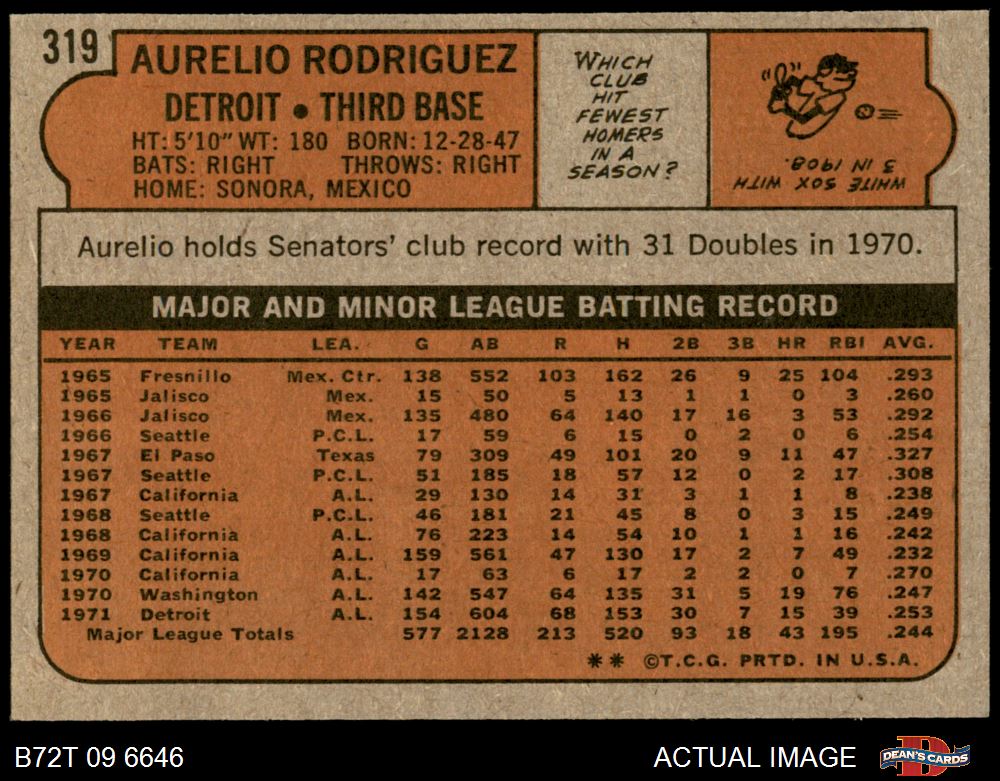 319
AURELIO RODRIGUEZ
DETROIT • THIRD BASE
HT: 5'10" WT: 180 BORN: 12-28-47
BATS: RIGHT THROWS: RIGHT
HOME: SONORA, MEXICO
WHICH
CLUB
HIT
FEWEST
HOMERS
IN A
SEASON?
WHITE SOX WITH
3 IN 1908.
Aurelio holds Senators' club record with 31 Doubles in 1970.
MAJOR AND MINOR LEAGUE BATTING RECORD
YEAR TEAM LEA. G AB R H 2B 3B HR RBI AVG.
1965 Fresnillo Mex. Ctr. 138 552 103 162 26 9 25 104 .293
1965 Jalisco Mex. 15 50 5 13 1 1 0 3 .260
1966 Jalisco Mex. 135 480 64 140 17 16 3 53 .292
1966 Seattle P.C.L. 17 59 6 15 0 2 0 6 .254
1967 El Paso Texas 79 309 49 101 20 9 11 47 .327
1967 Seattle P.C.L. 51 185 18 57 12 0 2 17 .308
1967 California A.L. 29 130 14 31 3 1 1 8 .238
1968 Seattle P.C.L. 46 181 21 45 8 0 3 15 .249
1968 California A.L. 76 223 14 54 10 1 1 16 .242
1969 California A.L. 159 561 47 130 17 2 7 49 .232
1970 California A.L. 17 63 6 17 2 2 0 7 .270
1970 Washington A.L. 142 547 64 135 31 5 19 76 .247
1971 Detroit A.L. 154 604 68 153 30 7 15 39 .253
Major League Totals 577 2128 213 520 93 18 43 195 .244
** ©T.C.G. PRTD. IN U.S.A.
B72T 09 6646
ACTUAL IMAGE
DEAN'S CARDS